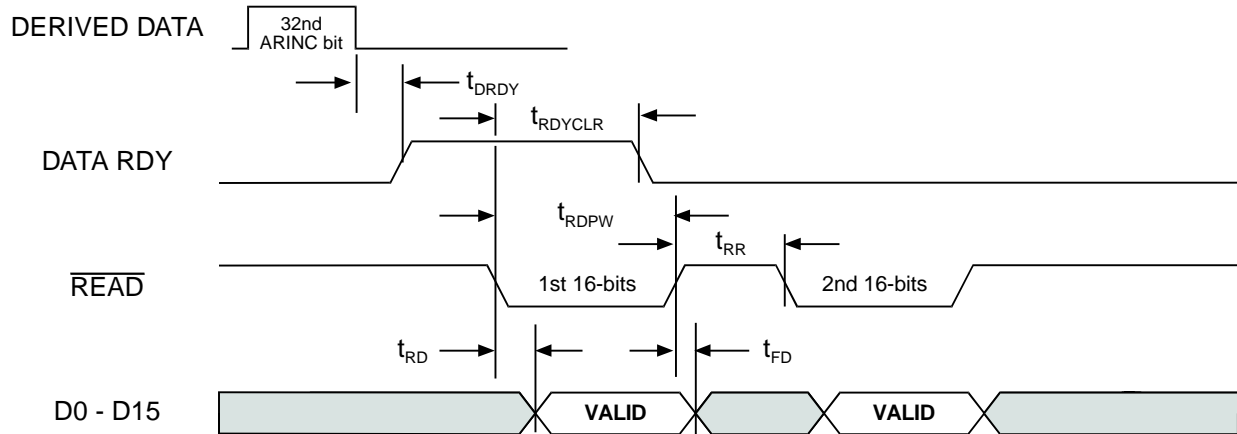 DERIVED DATA
32nd
ARINC bit
tDRDY
tRDYCLR
DATA RDY
tRDPW
tRR
READ
1st 16-bits
2nd 16-bits
tRD
tFD
D0 - D15
VALID
VALID